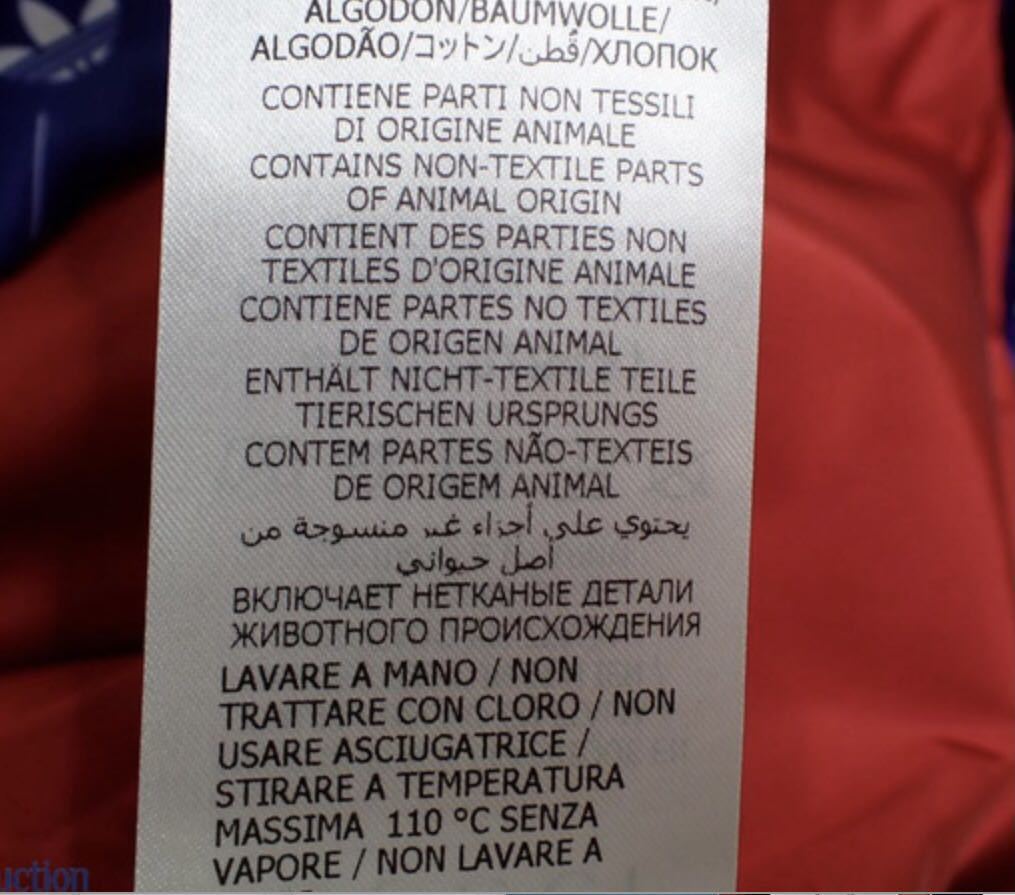 ALGODÓN/BAUMWOLLE/
ALGODÃO/コットン/قطن/ХЛОПОК
CONTIENE PARTI NON TESSILI
DI ORIGINE ANIMALE
CONTAINS NON-TEXTILE PARTS
OF ANIMAL ORIGIN
CONTIENT DES PARTIES NON
TEXTILES D'ORIGINE ANIMALE
CONTIENE PARTES NO TEXTILES
DE ORIGEN ANIMAL
ENTHÄLT NICHT-TEXTILE TEILE
TIERISCHEN URSPRUNGS
CONTEM PARTES NÃO-TEXTEIS
DE ORIGEM ANIMAL
يحتوي على أجزاء غير منسوجة من
أصل حيواني
ВКЛЮЧАЕТ НЕТКАНЫЕ ДЕТАЛИ
ЖИВОТНОГО ПРОИСХОЖДЕНИЯ
LAVARE A MANO / NON
TRATTARE CON CLORO / NON
USARE ASCIUGATRICE /
STIRARE A TEMPERATURA
MASSIMA 110 °C SENZA
VAPORE / NON LAVARE A
uction